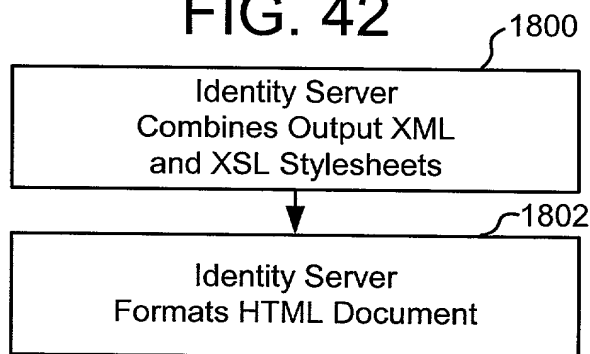 FIG. 42
1800
Identity Server
Combines Output XML
and XSL Stylesheets
1802
Identity Server
Formats HTML Document